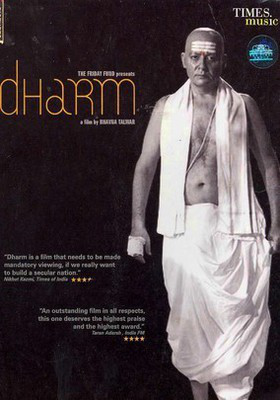 TIMES.
music
THE FRIDAY FUND presents
DHARM
a film by BHAVNA TALWAR
"Dharm is a film that needs to be made
mandatory viewing, if we really want
to build a secular nation."
Nikhat Kazmi, Times of India ★★★★
"An outstanding film in all respects,
this one deserves the highest praise
and the highest award."
Taran Adarsh, India FM
★★★★